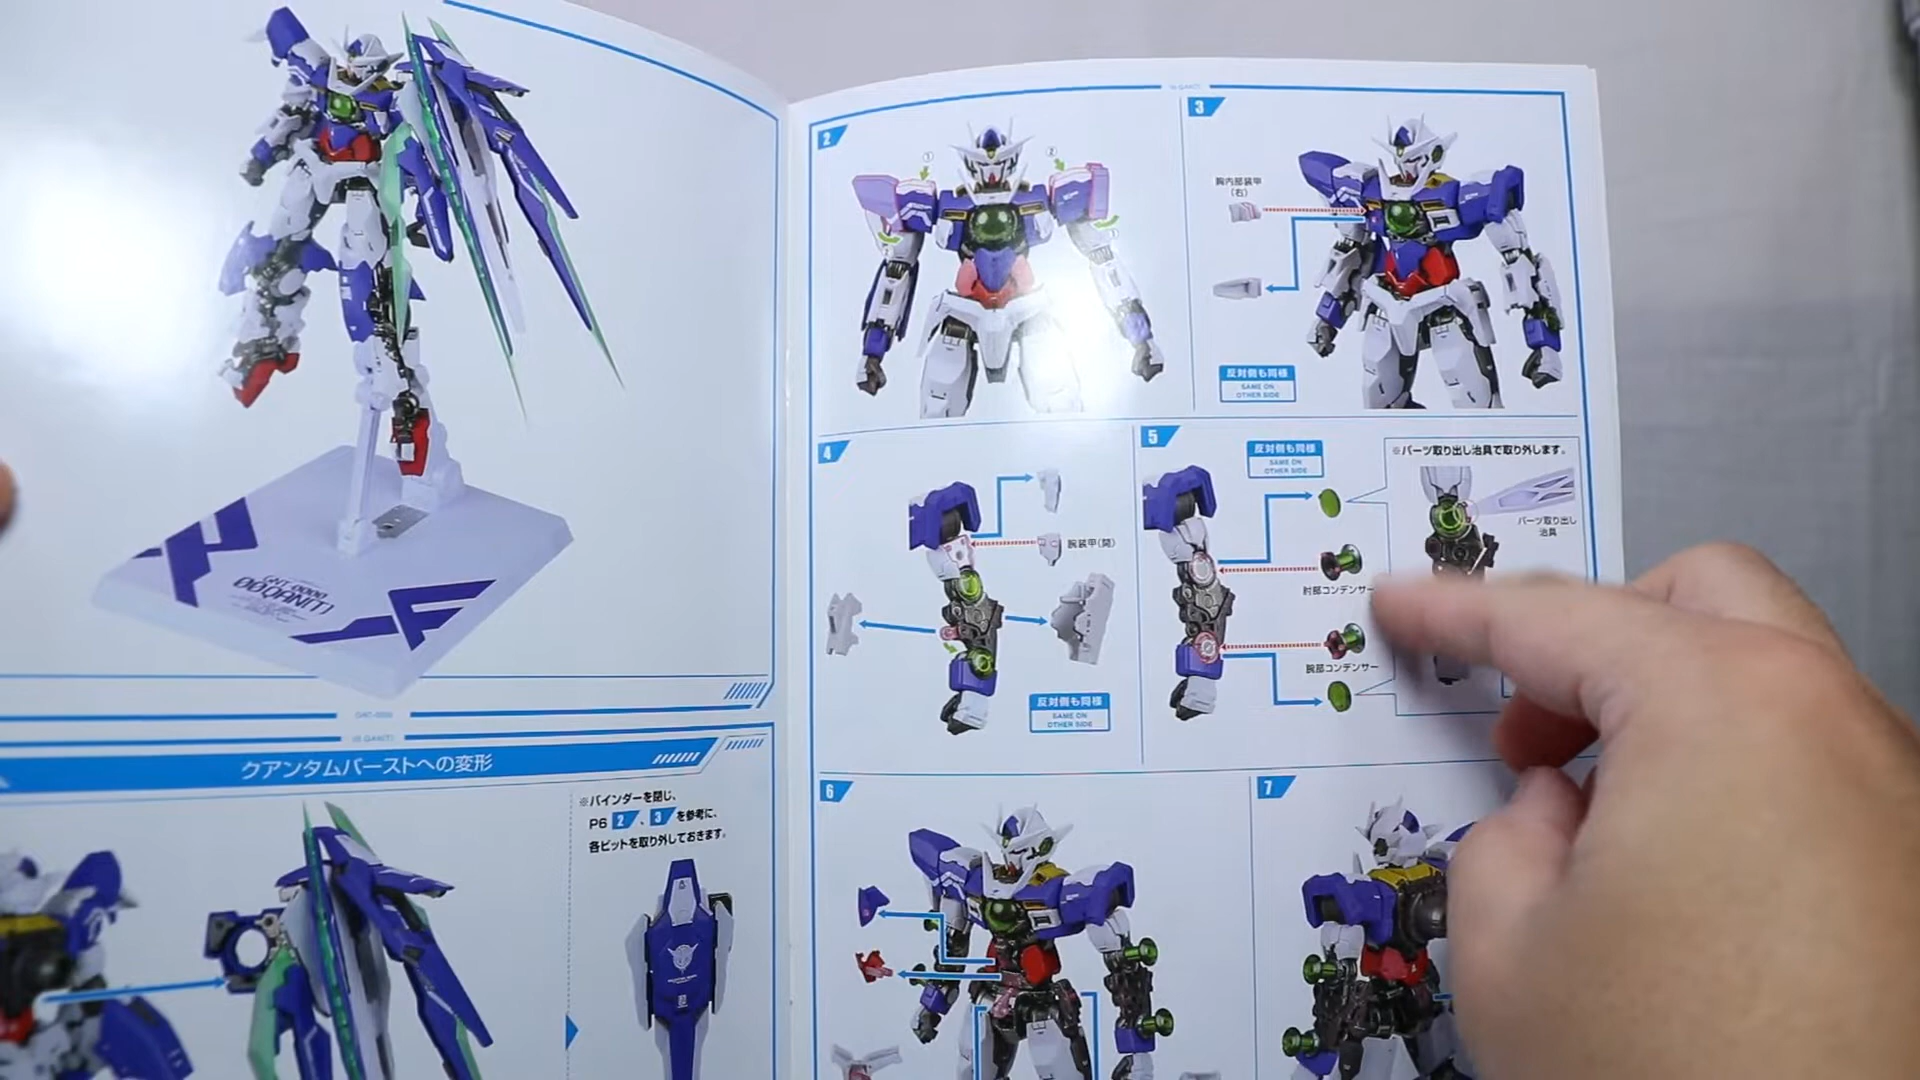 GNT-0000
00 QAN[T]
クアンタムバーストへの変形
※バインダーを閉じ、
P6 2、3を参考に、
各ビットを取り外しておきます。
2
①
②
3
胸内部装甲
(右)
反対側も同様
SAME ON
OTHER SIDE
4
腕装甲(開)
反対側も同様
SAME ON
OTHER SIDE
5
反対側も同様
SAME ON
OTHER SIDE
※パーツ取り出し治具で取り外します。
パーツ取り出し
治具
肘部コンデンサー
腕部コンデンサー
6
7